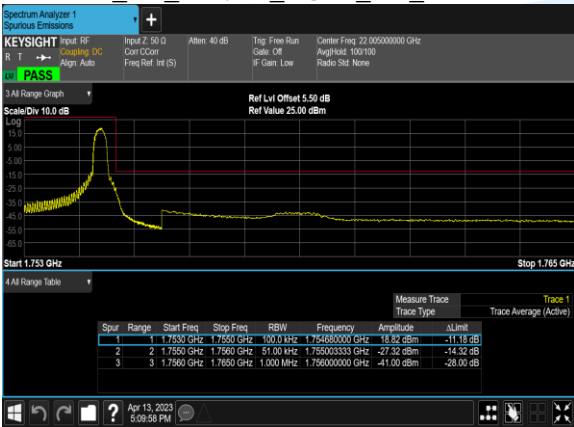 Spectrum Analyzer 1
Spurious Emissions
+
KEYSIGHT Input: RF Input Z: 50 Ω Atten: 40 dB Trig: Free Run Center Freq: 22.005000000 GHz
R T Coupling: DC Corr CCorr Gate: Off Avg|Hold: 100/100
Align: Auto Freq Ref: Int (S) IF Gain: Low Radio Std: None
PASS
3 All Range Graph
Ref Lvl Offset 5.50 dB
Scale/Div 10.0 dB Ref Value 25.00 dBm
Log
15.0
5.00
-5.00
-15.0
-25.0
-35.0
-45.0
-55.0
-65.0
Start 1.753 GHz Stop 1.765 GHz
4 All Range Table
Measure Trace Trace 1
Trace Type Trace Average (Active)
Spur Range Start Freq Stop Freq RBW Frequency Amplitude ΔLimit
1 1 1.7530 GHz 1.7550 GHz 100.0 kHz 1.754680000 GHz 18.82 dBm -11.18 dB
2 2 1.7550 GHz 1.7560 GHz 51.00 kHz 1.755003333 GHz -27.32 dBm -14.32 dB
3 3 1.7560 GHz 1.7650 GHz 1.000 MHz 1.756000000 GHz -41.00 dBm -28.00 dB
?
Apr 13, 2023
5:09:58 PM